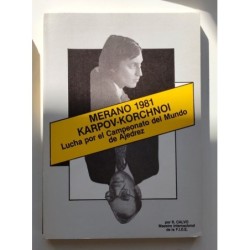 MERANO 1981
KARPOV-KORCHNOI
Lucha por el Campeonato del Mundo
de Ajedrez
por R. CALVO
Maestro Internacional
de la F.I.D.E.